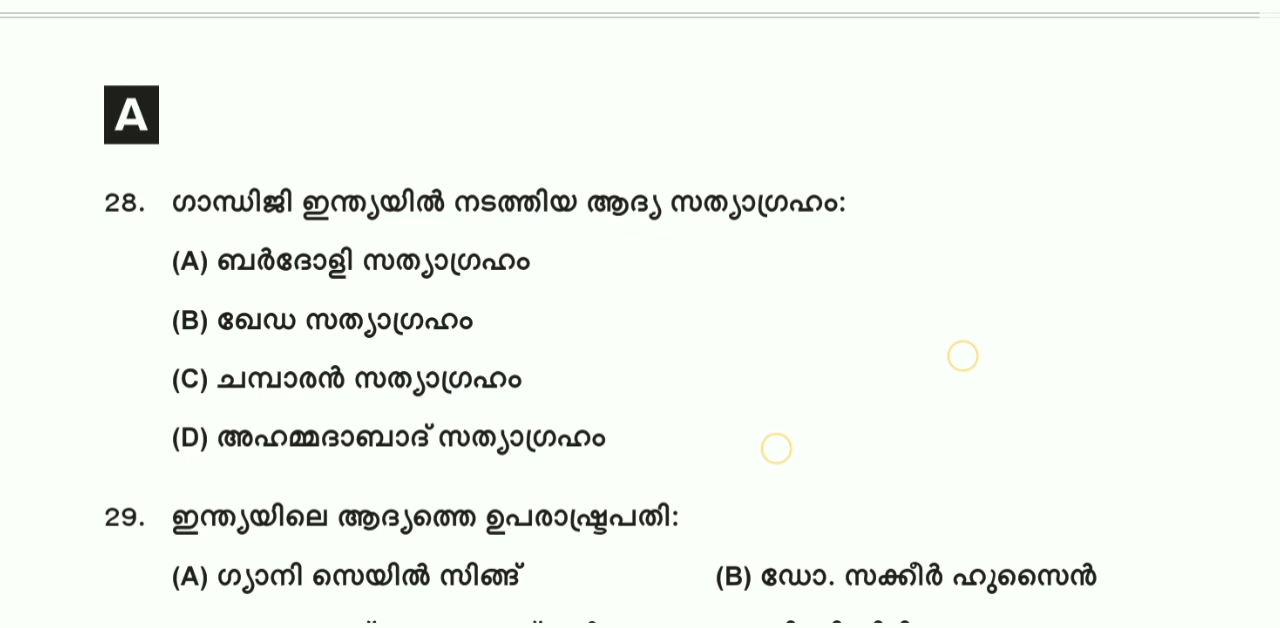 A
28. ഗാന്ധിജി ഇന്ത്യയിൽ നടത്തിയ ആദ്യ സത്യാഗ്രഹം:
(A) ബർദോളി സത്യാഗ്രഹം
(B) ഖേഡ സത്യാഗ്രഹം
(C) ചമ്പാരൻ സത്യാഗ്രഹം
(D) അഹമ്മദാബാദ് സത്യാഗ്രഹം
29. ഇന്ത്യയിലെ ആദ്യത്തെ ഉപരാഷ്ട്രപതി:
(A) ഗ്യാനി സെയിൽ സിങ്ങ് (B) ഡോ. സക്കീർ ഹുസൈൻ